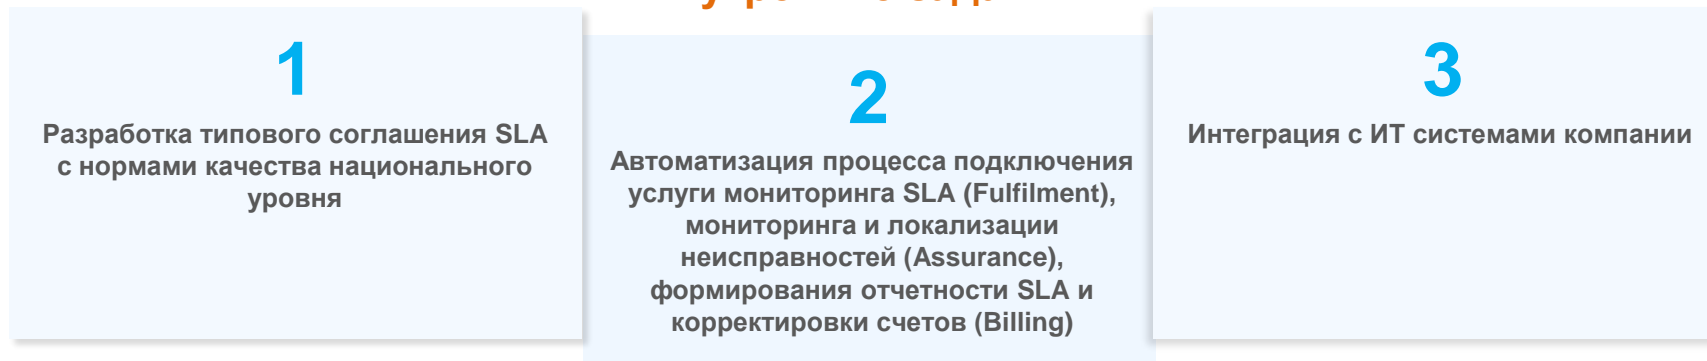 1
Разработка типового соглашения SLA
с нормами качества национального
уровня
2
Автоматизация процесса подключения
услуги мониторинга SLA (Fulfilment),
мониторинга и локализации
неисправностей (Assurance),
формирования отчетности SLA и
корректировки счетов (Billing)
3
Интеграция с ИТ системами компании